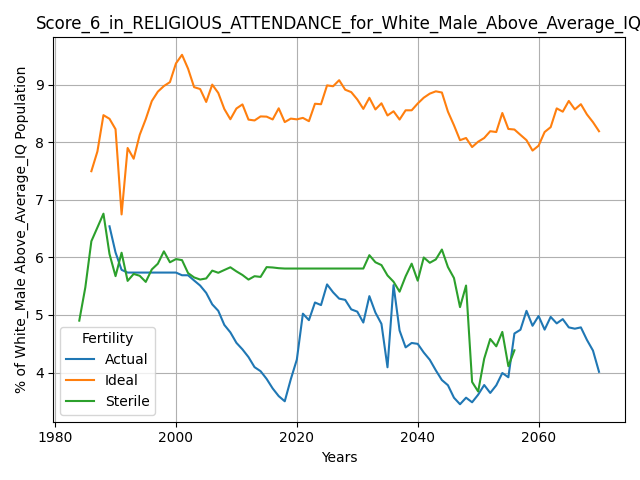 Score_6_in_RELIGIOUS_ATTENDANCE_for_White_Male_Above_Average_IQ
% of White_Male Above_Average_IQ Population
9
8
7
6
5
4
Fertility
Actual
Ideal
Sterile
1980 2000 2020 2040 2060
Years